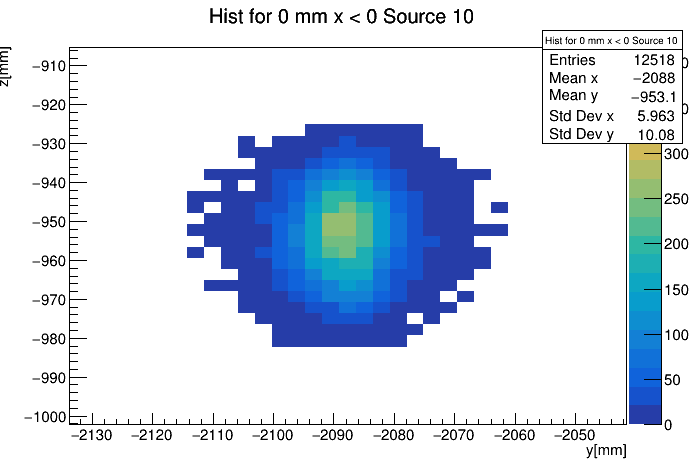 Hist for 0 mm x < 0 Source 10
Hist for 0 mm x < 0 Source 10
Entries 12518
Mean x −2088
Mean y −953.1
Std Dev x 5.963
Std Dev y 10.08
z[mm]
−910
−920
−930
−940
−950
−960
−970
−980
−990
−1000
−2130 −2120 −2110 −2100 −2090 −2080 −2070 −2060 −2050
y[mm]
300
250
200
150
100
50
0